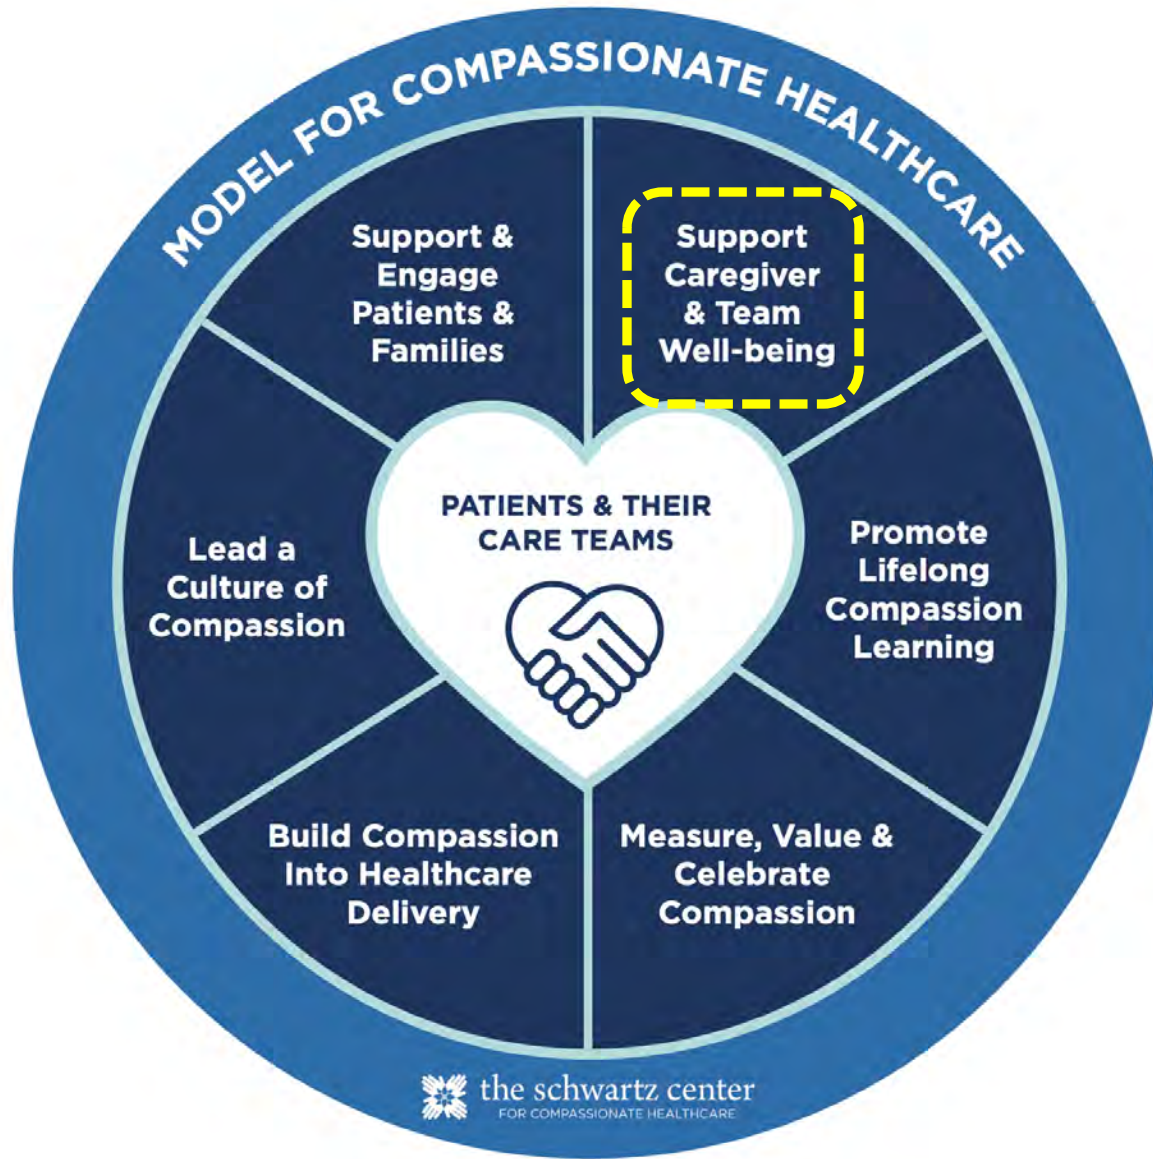 MODEL FOR COMPASSIONATE HEALTHCARE
Support &
Engage
Patients &
Families
Support
Caregiver
& Team
Well-being
Lead a
Culture of
Compassion
PATIENTS & THEIR
CARE TEAMS
Promote
Lifelong
Compassion
Learning
Build Compassion
Into Healthcare
Delivery
Measure, Value &
Celebrate
Compassion
the schwartz center
FOR COMPASSIONATE HEALTHCARE